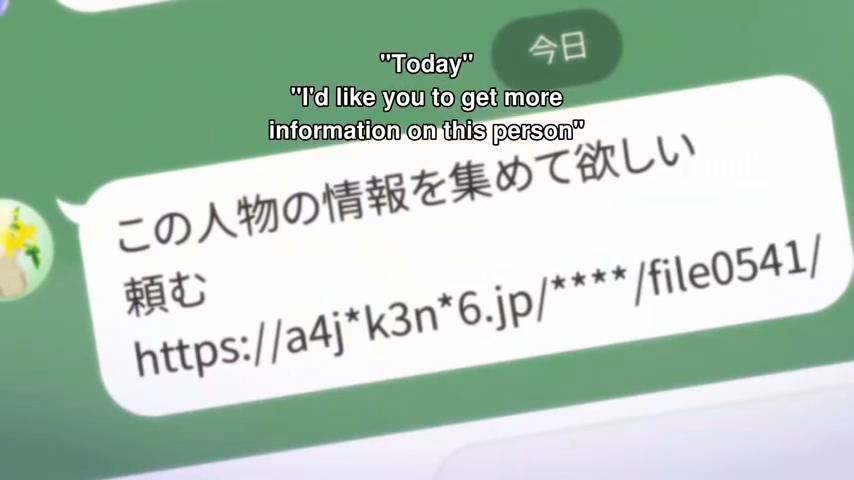 今日
"Today"
"I'd like you to get more
information on this person"
この人物の情報を集めて欲しい
頼む
https://a4j*k3n*6.jp/****/file0541/